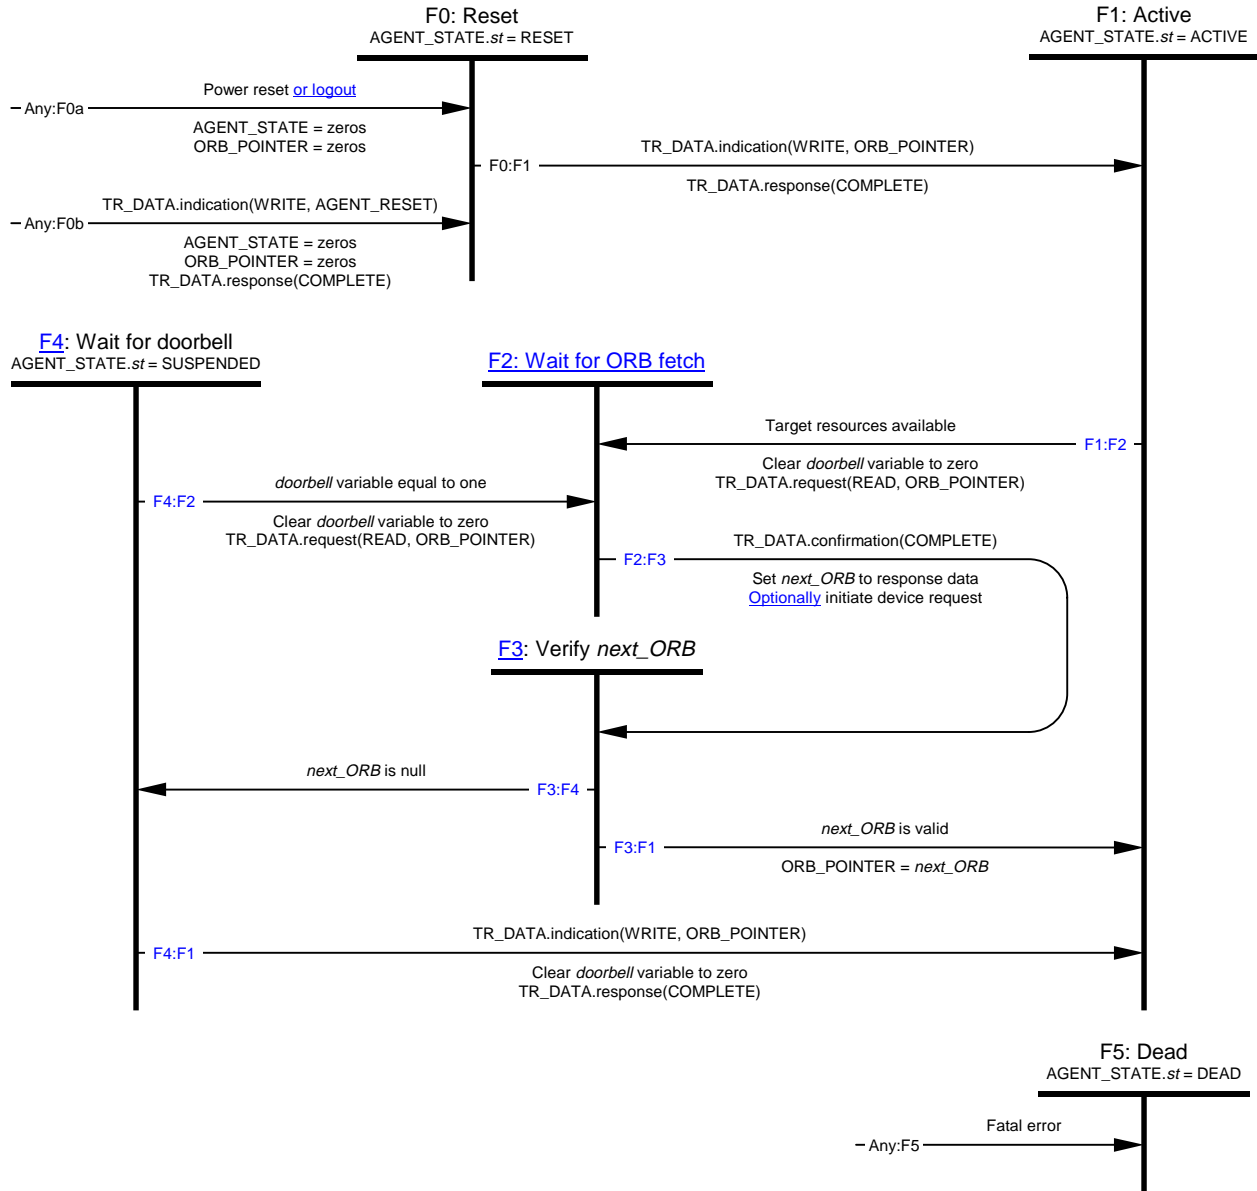 F0: Reset
AGENT_STATE.st = RESET
F1: Active
AGENT_STATE.st = ACTIVE
Power reset or logout
Any:F0a
AGENT_STATE = zeros
ORB_POINTER = zeros
TR_DATA.indication(WRITE, ORB_POINTER)
F0:F1
TR_DATA.response(COMPLETE)
TR_DATA.indication(WRITE, AGENT_RESET)
Any:F0b
AGENT_STATE = zeros
ORB_POINTER = zeros
TR_DATA.response(COMPLETE)
F4: Wait for doorbell
AGENT_STATE.st = SUSPENDED
F2: Wait for ORB fetch
Target resources available
F1:F2
Clear doorbell variable to zero
TR_DATA.request(READ, ORB_POINTER)
doorbell variable equal to one
F4:F2
Clear doorbell variable to zero
TR_DATA.request(READ, ORB_POINTER)
TR_DATA.confirmation(COMPLETE)
F2:F3
Set next_ORB to response data
Optionally initiate device request
F3: Verify next_ORB
next_ORB is null
F3:F4
next_ORB is valid
F3:F1
ORB_POINTER = next_ORB
TR_DATA.indication(WRITE, ORB_POINTER)
F4:F1
Clear doorbell variable to zero
TR_DATA.response(COMPLETE)
F5: Dead
AGENT_STATE.st = DEAD
Fatal error
Any:F5